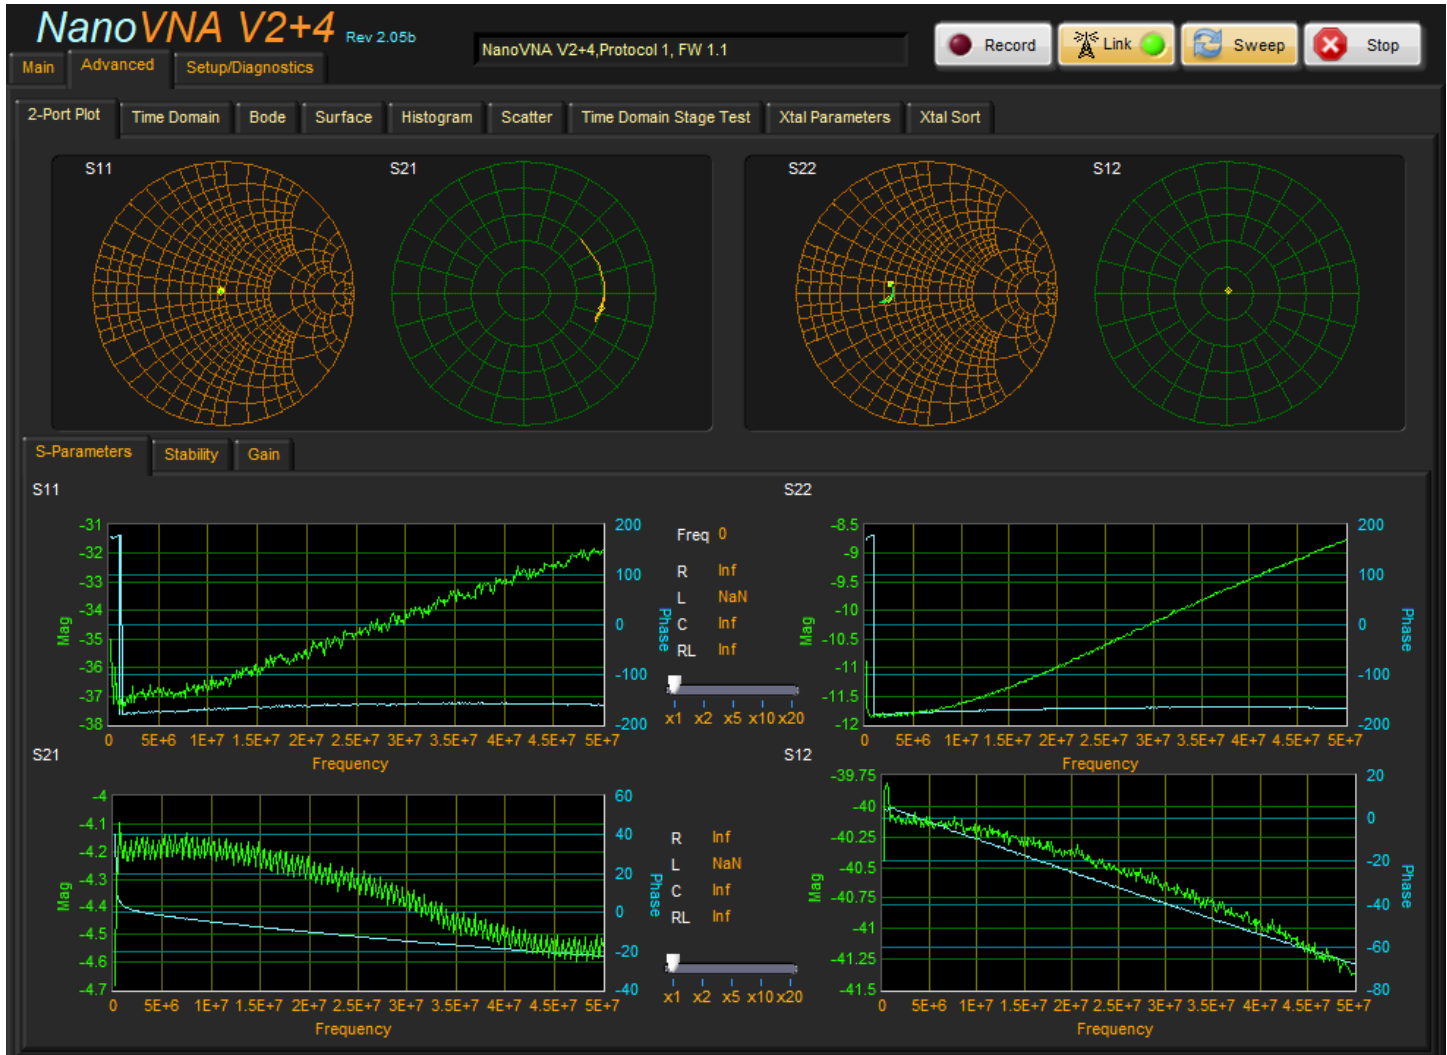 NanoVNA V2+4 Rev 2.05b
NanoVNA V2+4,Protocol 1, FW 1.1
Record Link Sweep Stop
Main Advanced Setup/Diagnostics
2-Port Plot Time Domain Bode Surface Histogram Scatter Time Domain Stage Test Xtal Parameters Xtal Sort
S11 S21 S22 S12
S-Parameters Stability Gain
S11
-31
-32
-33
-34
-35
-36
-37
-38
Mag
200
100
0
-100
-200
Phase
0 5E+6 1E+7 1.5E+7 2E+7 2.5E+7 3E+7 3.5E+7 4E+7 4.5E+7 5E+7
Frequency
Freq 0
R Inf
L NaN
C Inf
RL Inf
x1 x2 x5 x10 x20
S22
-8.5
-9
-9.5
-10
-10.5
-11
-11.5
-12
Mag
200
100
0
-100
-200
Phase
0 5E+6 1E+7 1.5E+7 2E+7 2.5E+7 3E+7 3.5E+7 4E+7 4.5E+7 5E+7
Frequency
S21
-4
-4.1
-4.2
-4.3
-4.4
-4.5
-4.6
-4.7
Mag
60
40
20
0
-20
-40
Phase
0 5E+6 1E+7 1.5E+7 2E+7 2.5E+7 3E+7 3.5E+7 4E+7 4.5E+7 5E+7
Frequency
R Inf
L NaN
C Inf
RL Inf
x1 x2 x5 x10 x20
S12
-39.75
-40
-40.25
-40.5
-40.75
-41
-41.25
-41.5
Mag
20
0
-20
-40
-60
-80
Phase
0 5E+6 1E+7 1.5E+7 2E+7 2.5E+7 3E+7 3.5E+7 4E+7 4.5E+7 5E+7
Frequency